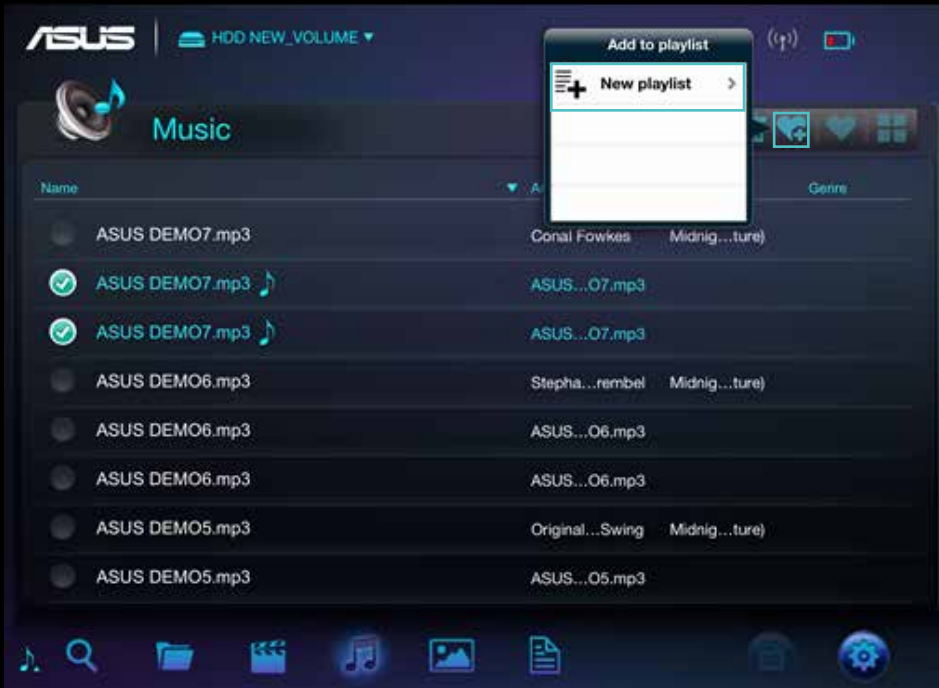 ASUS HDD NEW_VOLUME
Add to playlist
New playlist
Music
Name Genre
ASUS DEMO7.mp3 Conal Fowkes Midnig...ture)
ASUS DEMO7.mp3 ASUS...O7.mp3
ASUS DEMO7.mp3 ASUS...O7.mp3
ASUS DEMO6.mp3 Stepha...rembel Midnig...ture)
ASUS DEMO6.mp3 ASUS...O6.mp3
ASUS DEMO6.mp3 ASUS...O6.mp3
ASUS DEMO5.mp3 Original...Swing Midnig...ture)
ASUS DEMO5.mp3 ASUS...O5.mp3